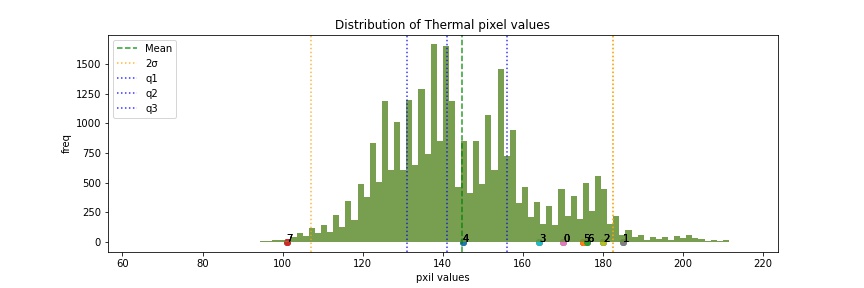 Distribution of Thermal pixel values
Mean
2σ
q1
q2
q3
freq
1500
1250
1000
750
500
250
0
7 4 3 0 5 6 2 1
60 80 100 120 140 160 180 200 220
pxil values